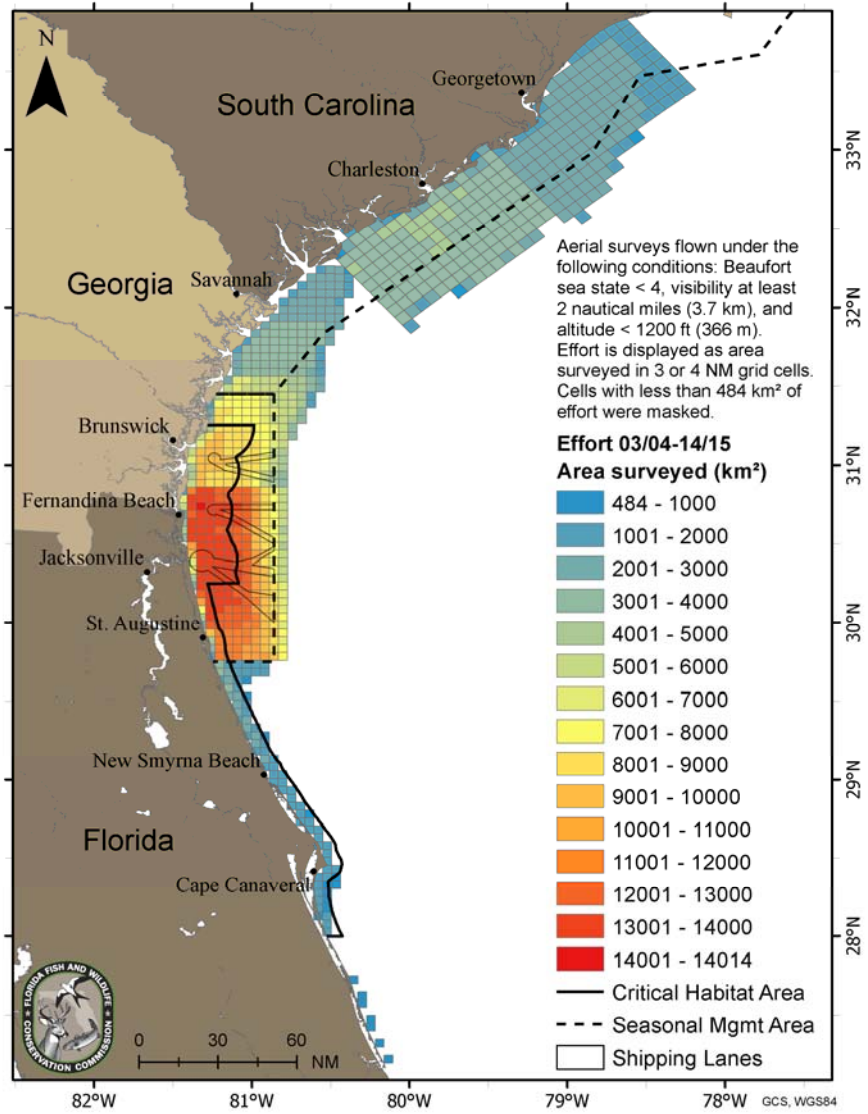 N
South Carolina
Georgetown
Charleston
Georgia
Savannah
Brunswick
Fernandina Beach
Jacksonville
St. Augustine
New Smyrna Beach
Florida
Cape Canaveral
Aerial surveys flown under the
following conditions: Beaufort
sea state < 4, visibility at least
2 nautical miles (3.7 km), and
altitude < 1200 ft (366 m).
Effort is displayed as area
surveyed in 3 or 4 NM grid cells.
Cells with less than 484 km² of
effort were masked.
Effort 03/04-14/15
Area surveyed (km²)
484 - 1000
1001 - 2000
2001 - 3000
3001 - 4000
4001 - 5000
5001 - 6000
6001 - 7000
7001 - 8000
8001 - 9000
9001 - 10000
10001 - 11000
11001 - 12000
12001 - 13000
13001 - 14000
14001 - 14014
Critical Habitat Area
Seasonal Mgmt Area
Shipping Lanes
33°N
32°N
31°N
30°N
29°N
28°N
FLORIDA FISH AND WILDLIFE
CONSERVATION COMMISSION
0 30 60
NM
82°W 81°W 80°W 79°W 78°W
GCS, WGS84